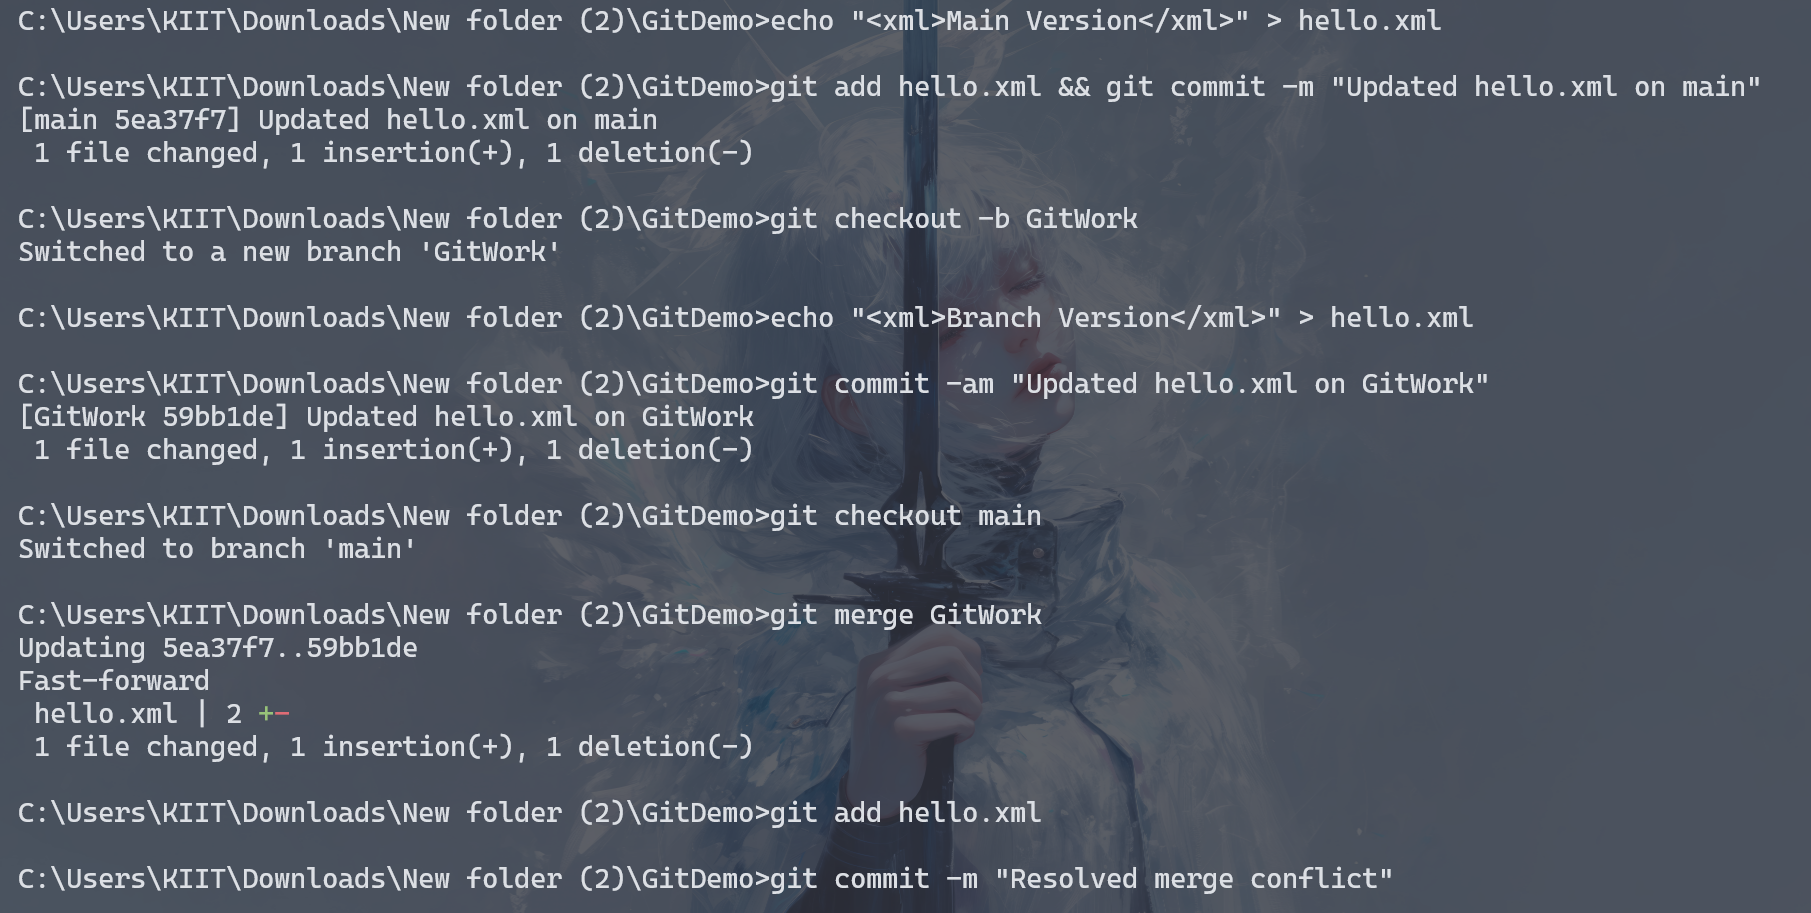 C:\Users\KIIT\Downloads\New folder (2)\GitDemo>echo "<xml>Main Version</xml>" > hello.xml
C:\Users\KIIT\Downloads\New folder (2)\GitDemo>git add hello.xml && git commit -m "Updated hello.xml on main"
[main 5ea37f7] Updated hello.xml on main
 1 file changed, 1 insertion(+), 1 deletion(-)
C:\Users\KIIT\Downloads\New folder (2)\GitDemo>git checkout -b GitWork
Switched to a new branch 'GitWork'
C:\Users\KIIT\Downloads\New folder (2)\GitDemo>echo "<xml>Branch Version</xml>" > hello.xml
C:\Users\KIIT\Downloads\New folder (2)\GitDemo>git commit -am "Updated hello.xml on GitWork"
[GitWork 59bb1de] Updated hello.xml on GitWork
 1 file changed, 1 insertion(+), 1 deletion(-)
C:\Users\KIIT\Downloads\New folder (2)\GitDemo>git checkout main
Switched to branch 'main'
C:\Users\KIIT\Downloads\New folder (2)\GitDemo>git merge GitWork
Updating 5ea37f7..59bb1de
Fast-forward
 hello.xml | 2 +-
 1 file changed, 1 insertion(+), 1 deletion(-)
C:\Users\KIIT\Downloads\New folder (2)\GitDemo>git add hello.xml
C:\Users\KIIT\Downloads\New folder (2)\GitDemo>git commit -m "Resolved merge conflict"